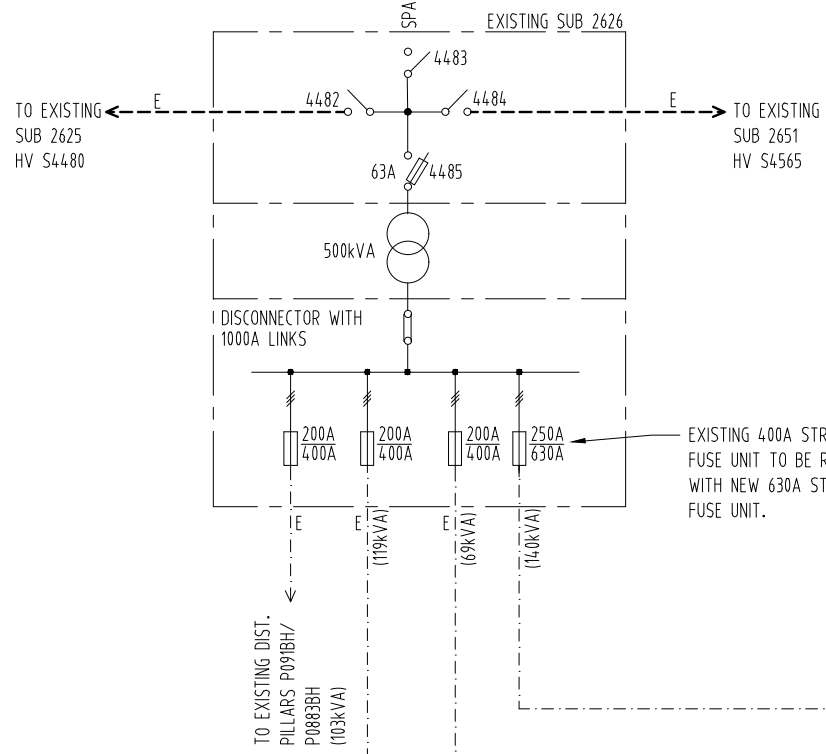 SPA
EXISTING SUB 2626
4483
4482
4484
E
E
TO EXISTING
SUB 2625
HV S4480
TO EXISTING
SUB 2651
HV S4565
63A
4485
500kVA
DISCONNECTOR WITH
1000A LINKS
200A
400A
200A
400A
200A
400A
250A
630A
EXISTING 400A STR
FUSE UNIT TO BE R
WITH NEW 630A ST
FUSE UNIT.
E
E
(119kVA)
E
(69kVA)
(140kVA)
TO EXISTING DIST.
PILLARS P091BH/
P0883BH
(103kVA)